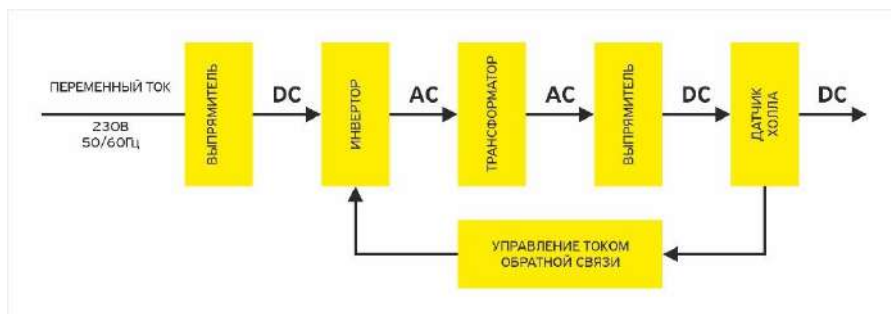 ПЕРЕМЕННЫЙ ТОК
230В
50/60Гц
ВЫПРЯМИТЕЛЬ
DC
ИНВЕРТОР
AC
ТРАНСФОРМАТОР
AC
ВЫПРЯМИТЕЛЬ
DC
ДАТЧИК
ХОЛЛА
DC
УПРАВЛЕНИЕ ТОКОМ
ОБРАТНОЙ СВЯЗИ